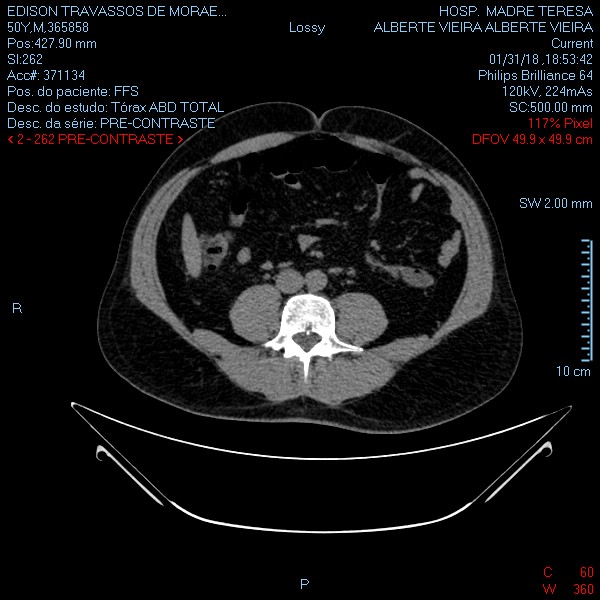 EDISON TRAVASSOS DE MORAE...
50Y,M,365858
Pos:427.90 mm
Sl:262
Acc#: 371134
Pos. do paciente: FFS
Desc. do estudo: Tórax ABD TOTAL
Desc. da série: PRE-CONTRASTE
< 2 - 262 PRE-CONTRASTE >
Lossy
HOSP. MADRE TERESA
ALBERTE VIEIRA ALBERTE VIEIRA
Current
01/31/18 ,18:53:42
Philips Brilliance 64
120kV, 224mAs
SC:500.00 mm
117% Pixel
DFOV 49.9 x 49.9 cm
SW 2.00 mm
R
10 cm
P
C 60
W 360